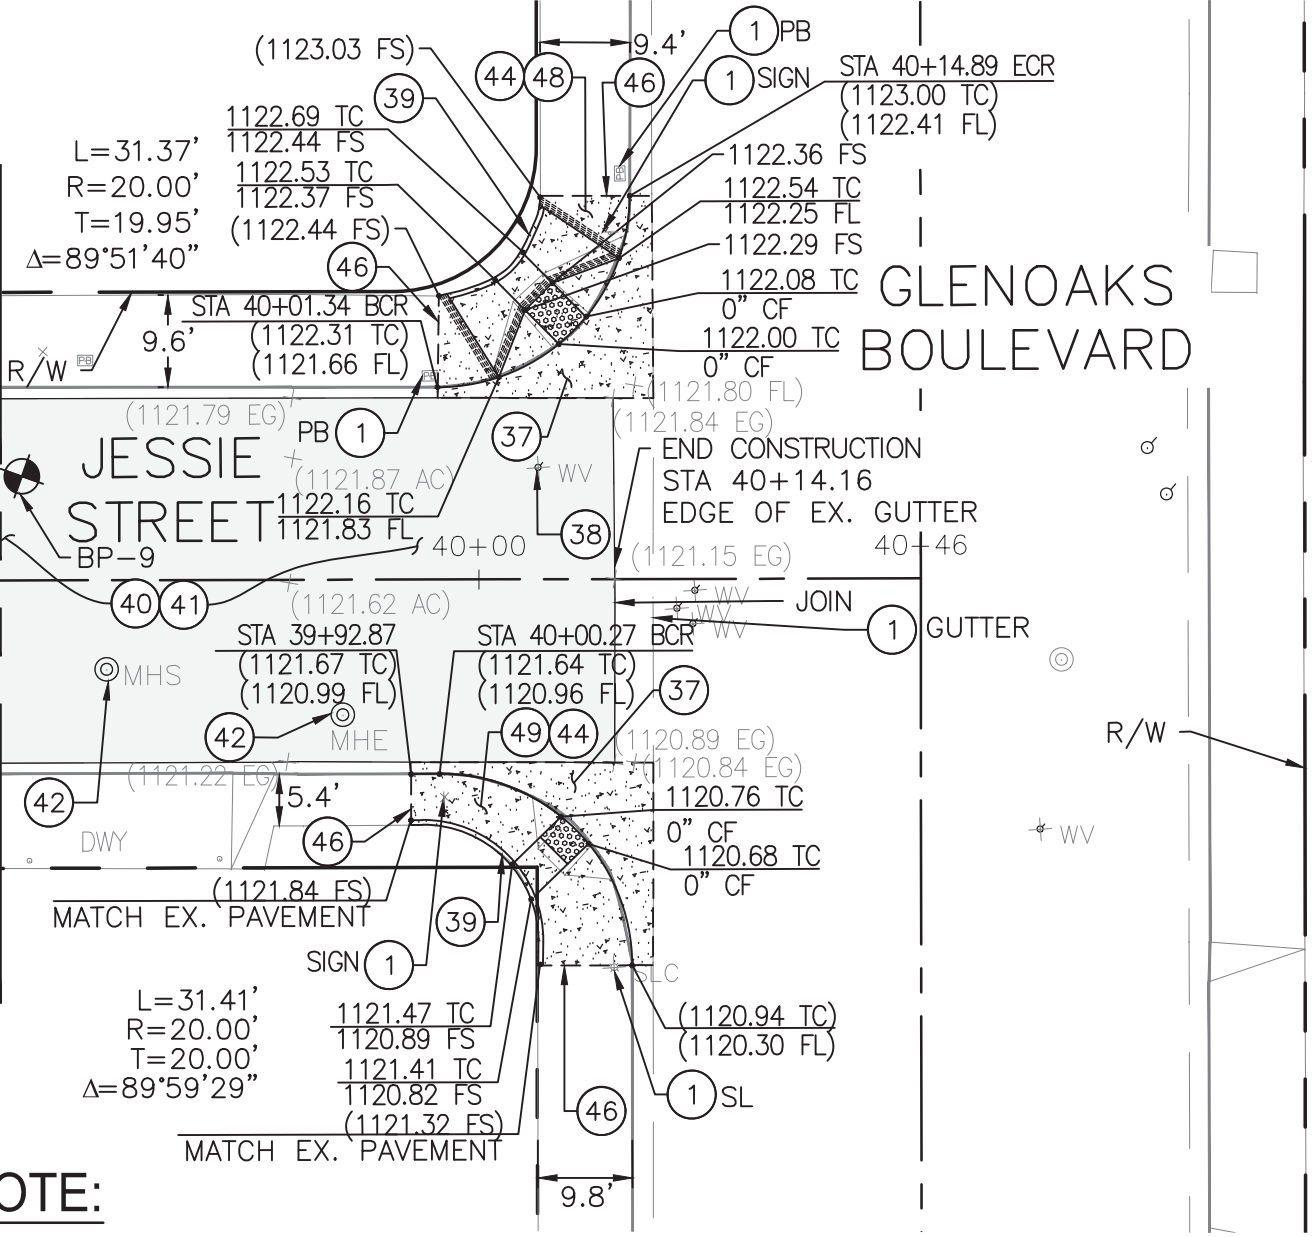 (1123.03 FS)
44
48
9.4'
46
1
PB
1
SIGN
STA 40+14.89 ECR
(1123.00 TC)
(1122.41 FL)
39
1122.69 TC
1122.44 FS
L=31.37'
R=20.00'
T=19.95'
Δ=89°51'40"
1122.53 TC
1122.37 FS
(1122.44 FS)
46
1122.36 FS
1122.54 TC
1122.25 FL
1122.29 FS
1122.08 TC
0" CF
1122.00 TC
0" CF
GLENOAKS
BOULEVARD
STA 40+01.34 BCR
(1122.31 TC)
(1121.66 FL)
9.6'
R/W
PB
PB
PB
(1121.79 EG)
PB
1
37
(1121.80 FL)
(1121.84 EG)
JESSIE
STREET
(1121.87 AC)
1122.16 TC
1121.83 FL
WV
38
END CONSTRUCTION
STA 40+14.16
EDGE OF EX. GUTTER
40+46
BP-9
40+00
(1121.15 EG)
40
41
(1121.62 AC)
WV
WV
WV
JOIN
1
GUTTER
STA 39+92.87
(1121.67 TC)
(1120.99 FL)
STA 40+00.27 BCR
(1121.64 TC)
(1120.96 FL)
37
MHS
42
MHE
49
44
(1120.89 EG)
(1120.84 EG)
R/W
42
(1121.22 EG)
5.4'
1120.76 TC
0" CF
1120.68 TC
0" CF
DWY
46
WV
(1121.84 FS)
MATCH EX. PAVEMENT
39
SIGN
1
SLC
L=31.41'
R=20.00'
T=20.00'
Δ=89°59'29"
1121.47 TC
1120.89 FS
1121.41 TC
1120.82 FS
(1121.32 FS)
MATCH EX. PAVEMENT
(1120.94 TC)
(1120.30 FL)
1
SL
46
9.8'
OTE: